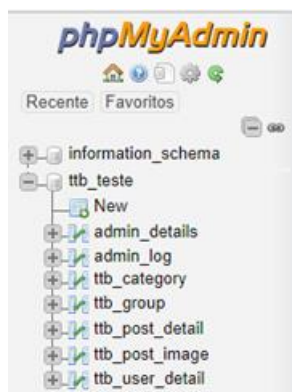 phpMyAdmin
Recente Favoritos
information_schema
ttb_teste
New
admin_details
admin_log
ttb_category
ttb_group
ttb_post_detail
ttb_post_image
ttb_user_detail